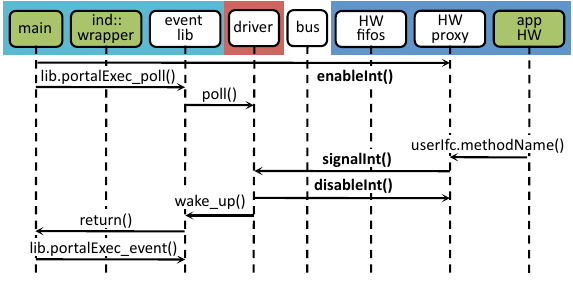 main
ind::
wrapper
event
lib
driver
bus
HW
fifos
HW
proxy
app
HW
enableInt()
lib.portalExec_poll()
poll()
userIfc.methodName()
signalInt()
disableInt()
wake_up()
return()
lib.portalExec_event()